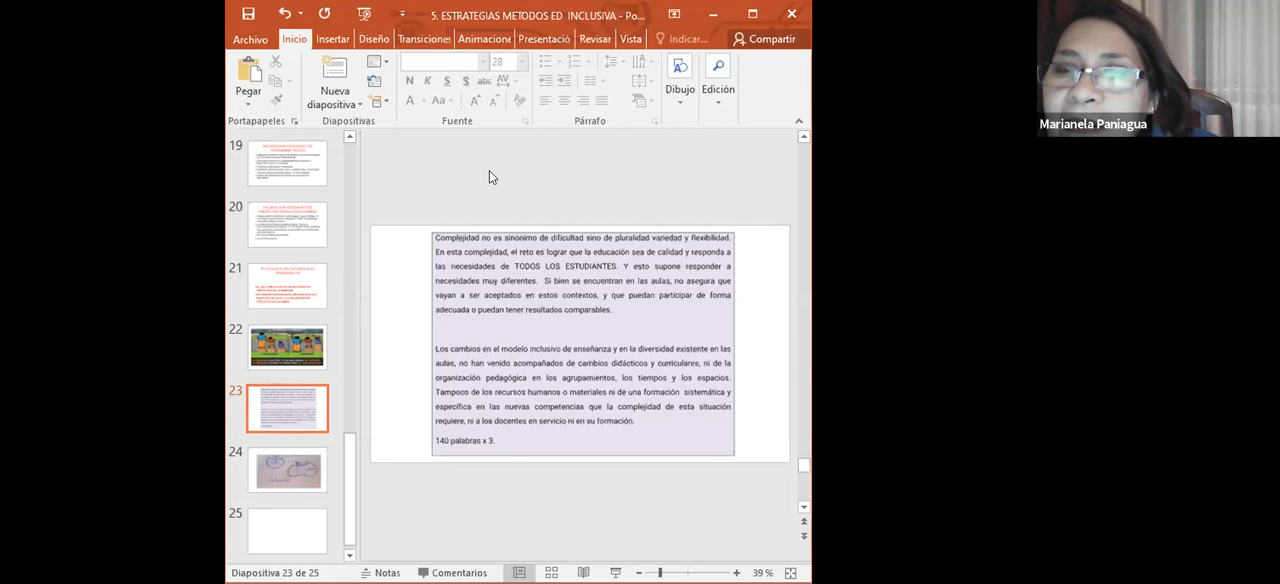 5. ESTRATEGIAS METODOS ED INCLUSIVA - Po...
Archivo Inicio Insertar Diseño Transiciones Animacione Presentació Revisar Vista Indicar... Compartir
Pegar
Nueva
diapositiva
28
N K S S abc AV
A Aa A A
Dibujo
Edición
Portapapeles Diapositivas Fuente Párrafo
Marianela Paniagua
19
20
21
22
23
24
25
Complejidad no es sinónimo de dificultad sino de pluralidad variedad y flexibilidad.
En esta complejidad, el reto es lograr que la educación sea de calidad y responda a
las necesidades de TODOS LOS ESTUDIANTES. Y esto supone responder a
necesidades muy diferentes. Si bien se encuentran en las aulas, no asegura que
vayan a ser aceptados en estos contextos, y que puedan participar de forma
adecuada o puedan tener resultados comparables.
Los cambios en el modelo inclusivo de enseñanza y en la diversidad existente en las
aulas, no han venido acompañados de cambios didácticos y curriculares, ni de la
organización pedagógica en los agrupamientos, los tiempos y los espacios.
Tampoco de los recursos humanos o materiales ni de una formación sistemática y
específica en las nuevas competencias que la complejidad de esta situación
requiere, ni a los docentes en servicio ni en su formación.
140 palabras x 3.
Diapositiva 23 de 25 Notas Comentarios 39 %